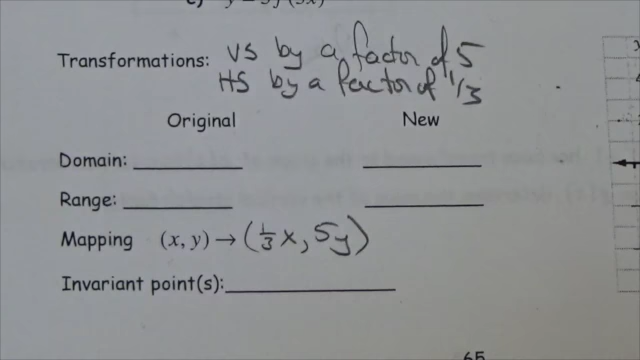 Transformations: VS by a factor of 5
HS by a factor of 1/3
Original New
Domain:
Range:
Mapping (x, y) → (1/3 x, 5y)
Invariant point(s):
65